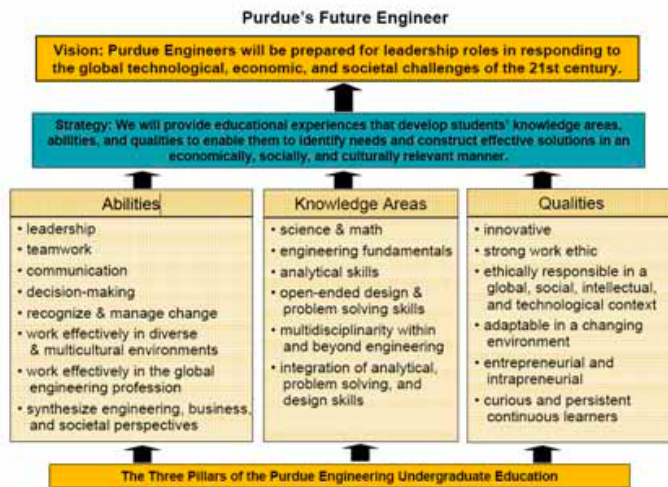 Purdue's Future Engineer
Vision: Purdue Engineers will be prepared for leadership roles in responding to
the global technological, economic, and societal challenges of the 21st century.
Strategy: We will provide educational experiences that develop students' knowledge areas,
abilities, and qualities to enable them to identify needs and construct effective solutions in an
economically, socially, and culturally relevant manner.
Abilities
• leadership
• teamwork
• communication
• decision-making
• recognize & manage change
• work effectively in diverse
& multicultural environments
• work effectively in the global
engineering profession
• synthesize engineering, business,
and societal perspectives
Knowledge Areas
• science & math
• engineering fundamentals
• analytical skills
• open-ended design &
problem solving skills
• multidisciplinarity within
and beyond engineering
• integration of analytical,
problem solving, and
design skills
Qualities
• innovative
• strong work ethic
• ethically responsible in a
global, social, intellectual,
and technological context
• adaptable in a changing
environment
• entrepreneurial and
intrapreneurial
• curious and persistent
continuous learners
The Three Pillars of the Purdue Engineering Undergraduate Education